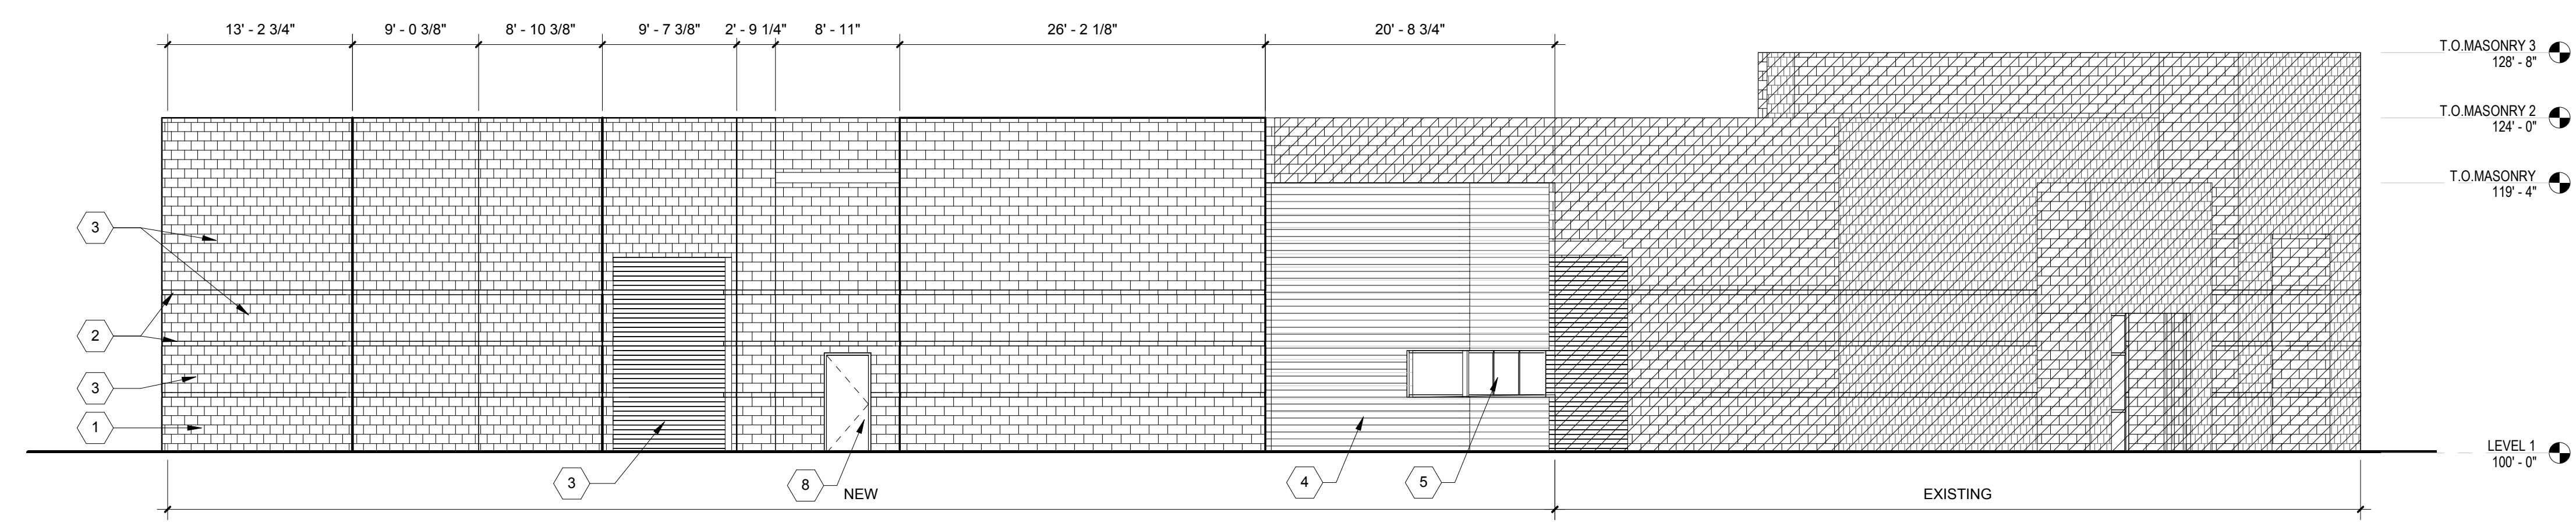 13' - 2 3/4"
9' - 0 3/8"
8' - 10 3/8"
9' - 7 3/8"
2' - 9 1/4"
8' - 11"
26' - 2 1/8"
20' - 8 3/4"
T.O.MASONRY 3
128' - 8"
T.O.MASONRY 2
124' - 0"
T.O.MASONRY
119' - 4"
3
2
3
1
LEVEL 1
100' - 0"
3
8
4
5
NEW
EXISTING